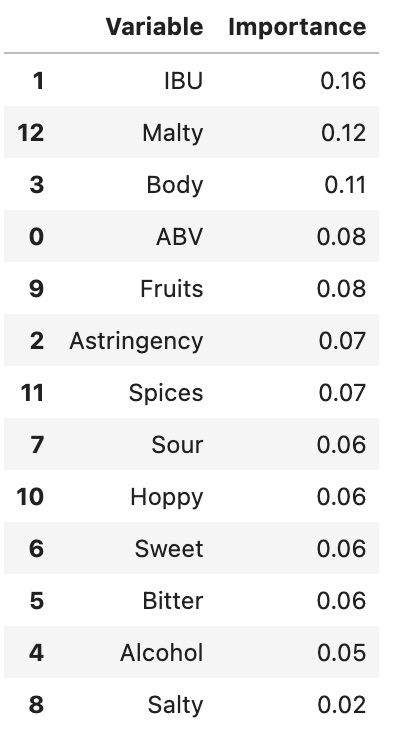 Variable Importance
1 IBU 0.16
12 Malty 0.12
3 Body 0.11
0 ABV 0.08
9 Fruits 0.08
2 Astringency 0.07
11 Spices 0.07
7 Sour 0.06
10 Hoppy 0.06
6 Sweet 0.06
5 Bitter 0.06
4 Alcohol 0.05
8 Salty 0.02